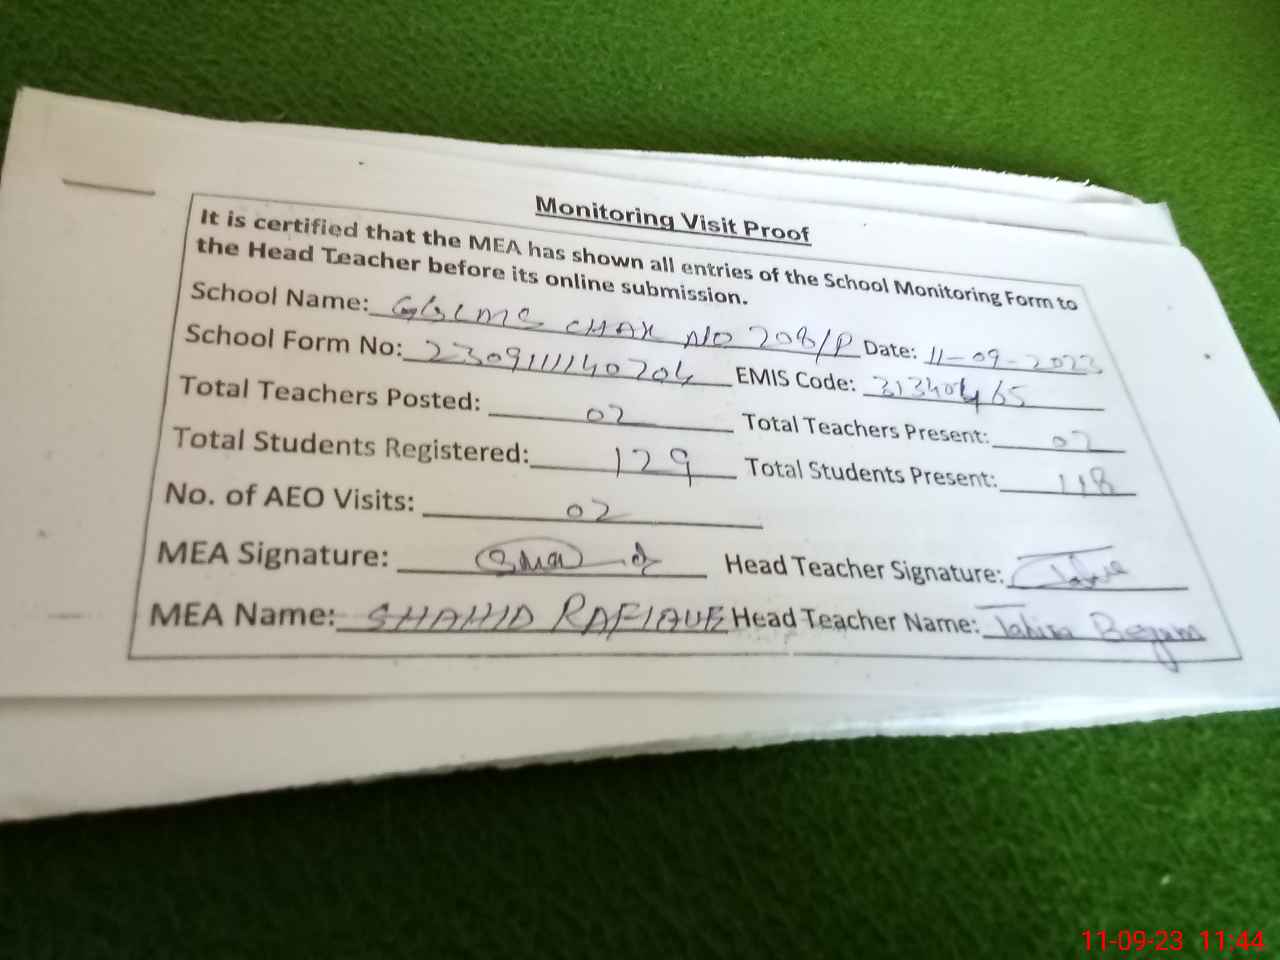 Monitoring Visit Proof
It is certified that the MEA has shown all entries of the School Monitoring Form to
the Head Teacher before its online submission.
School Name: CHAK NO 208/P Date: 11-09-2023
School Form No: 2309111140204 EMIS Code:
Total Teachers Posted: 02 Total Teachers Present: 02
Total Students Registered: 129 Total Students Present: 118
No. of AEO Visits: 02
MEA Signature: Head Teacher Signature:
MEA Name: SHAHID RAFIQUE Head Teacher Name: Tahira Begum
11-09-23 11:44